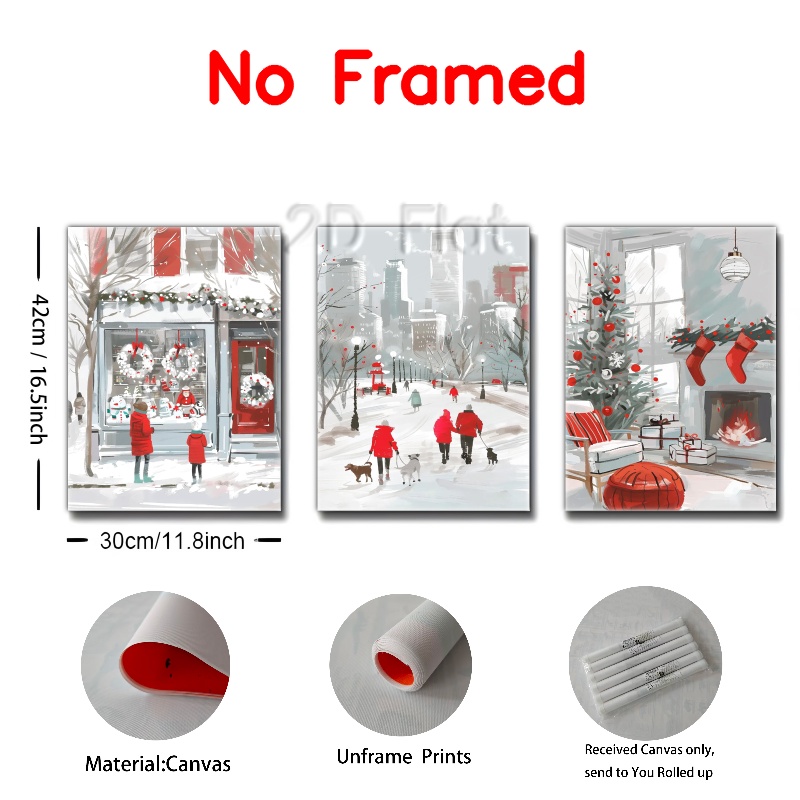 No Framed
2D Flat
42cm / 16.5inch
30cm/11.8inch
Material:Canvas
Unframe Prints
Received Canvas only,
send to You Rolled up